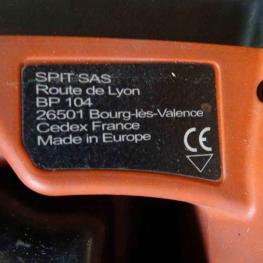 SPIT SAS
Route de Lyon
BP 104
26501 Bourg-lès-Valence
Cedex France
Made in Europe
CE